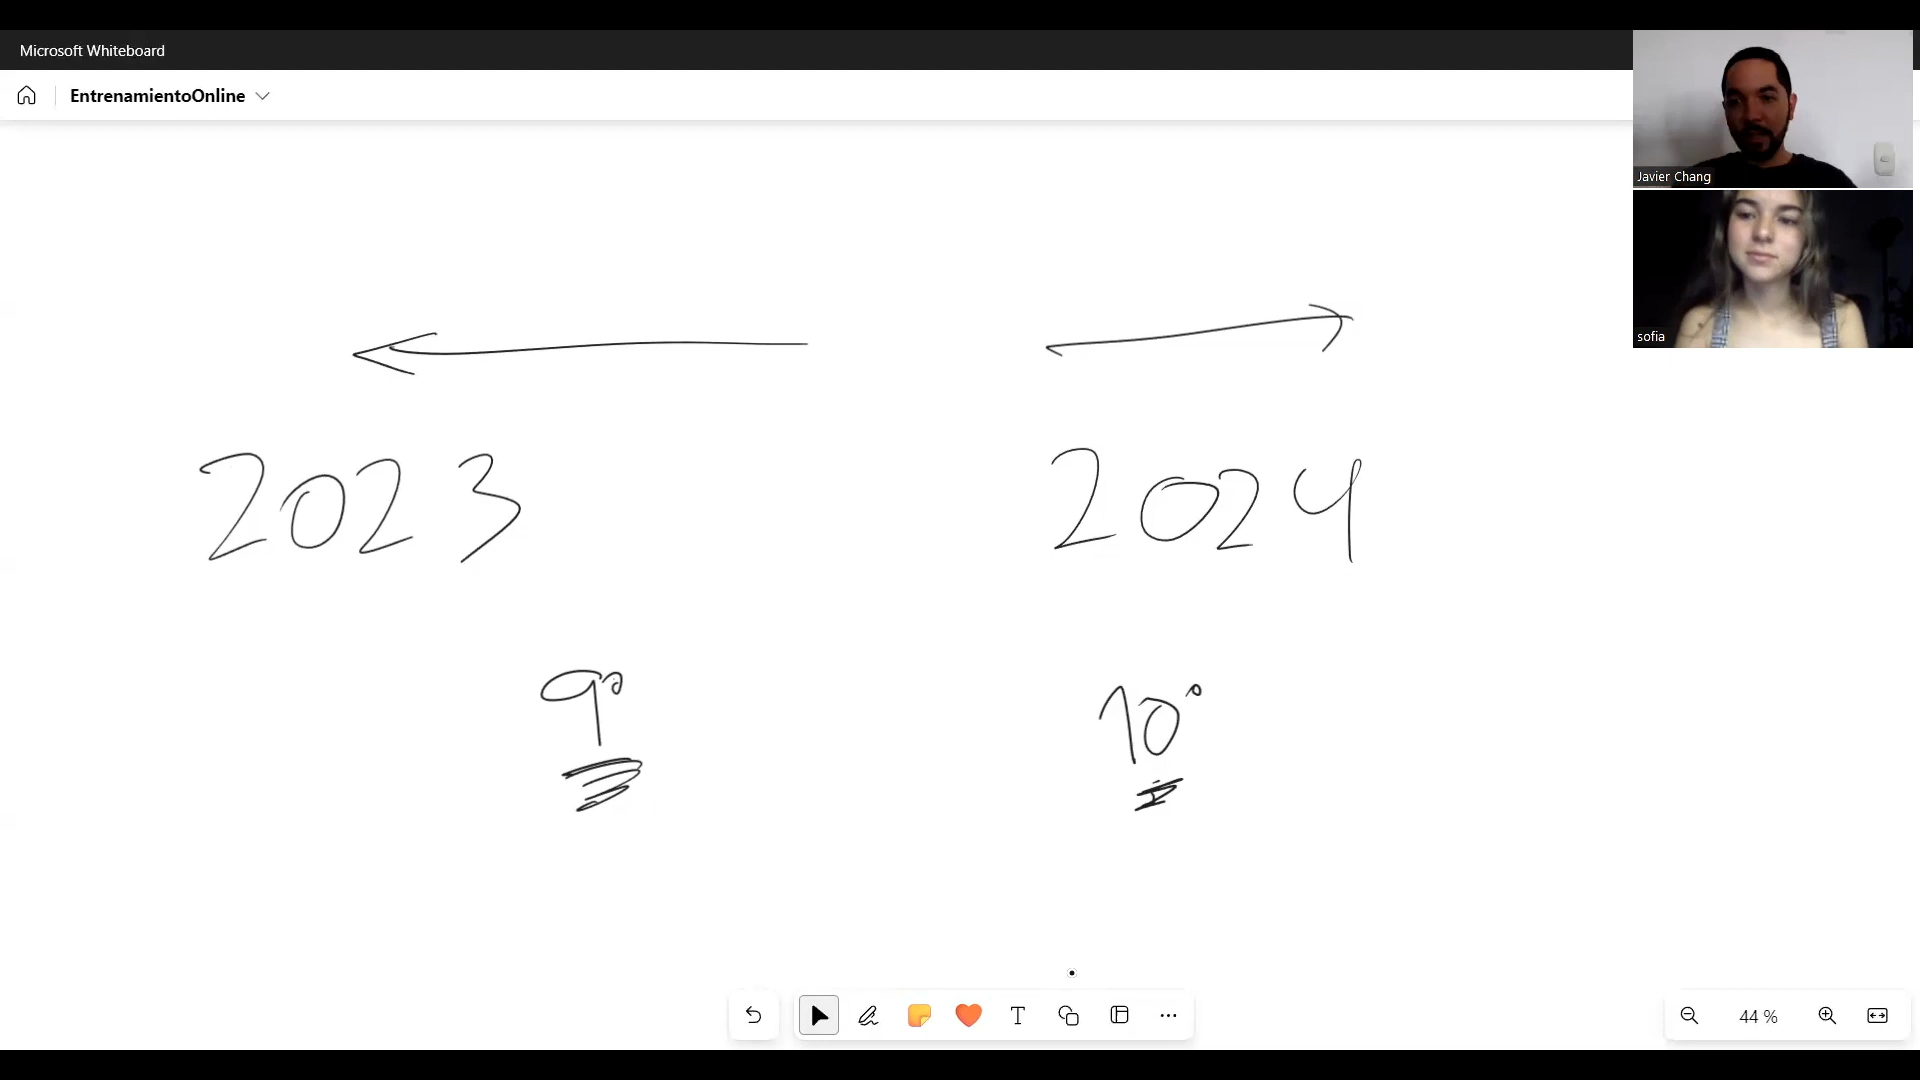 Microsoft Whiteboard
EntrenamientoOnline
Javier Chang
sofia
2023 2024
9° 10°
44 %